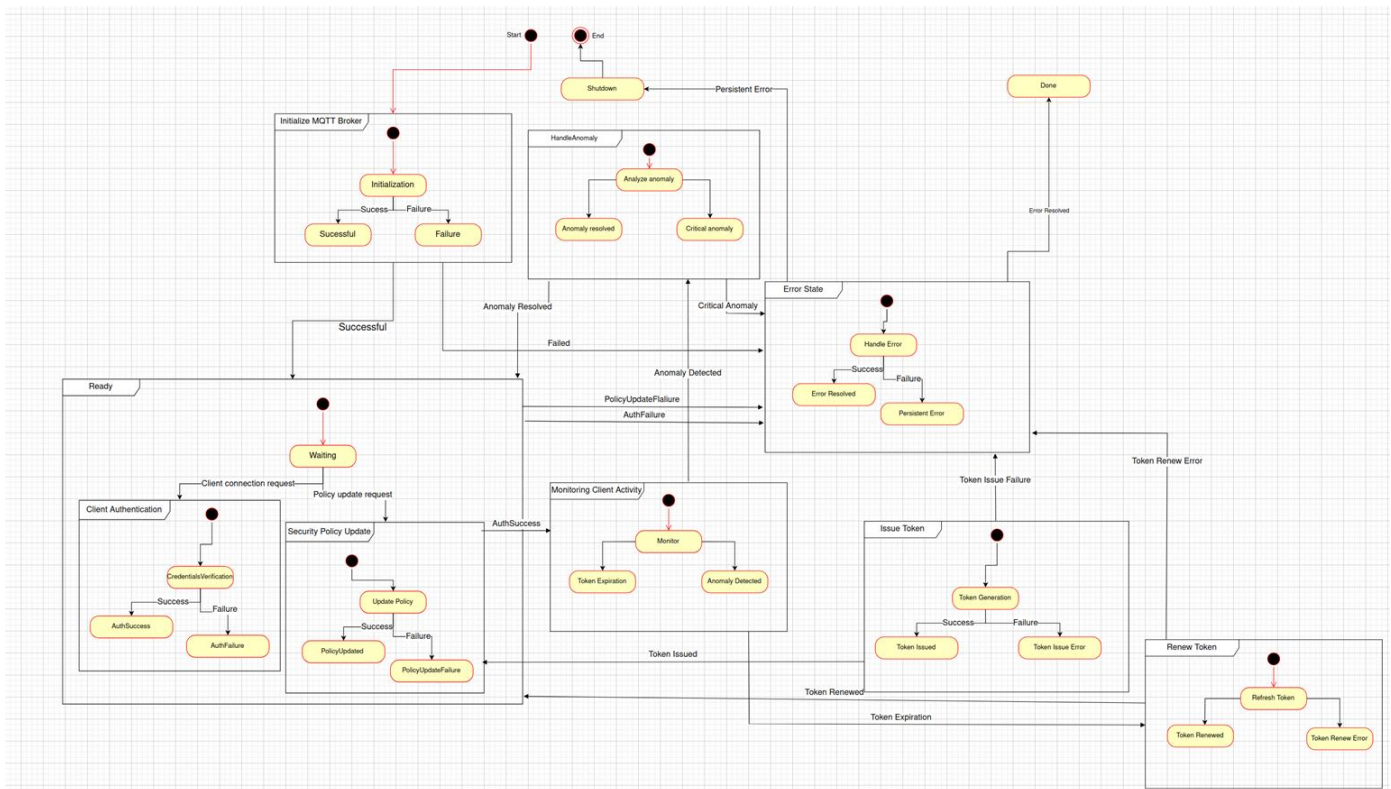 Start
End
Shutdown
Persistent Error
Done
Initialize MQTT Broker
HandleAnomaly
Analyze anomaly
Initialization
Sucess
Failure
Sucessful
Failure
Anomaly resolved
Critical anomaly
Error Resolved
Error State
Anomaly Resolved
Critical Anomaly
Successful
Failed
Handle Error
Success
Failure
Error Resolved
Persistent Error
Anomaly Detected
Ready
PolicyUpdateFlaliure
AuthFailure
Waiting
Client connection request
Policy update request
Token Renew Error
Token Issue Failure
Client Authentication
Security Policy Update
AuthSuccess
Monitoring Client Activity
Monitor
Token Expiration
Anomaly Detected
Issue Token
Token Generation
Success
Failure
Token Issued
Token Issue Error
CredentialsVerification
Success
Failure
AuthSuccess
AuthFailure
Update Policy
Success
Failure
PolicyUpdated
PolicyUpdateFailure
Token Issued
Renew Token
Refresh Token
Token Renewed
Token Renew Error
Token Renewed
Token Expiration